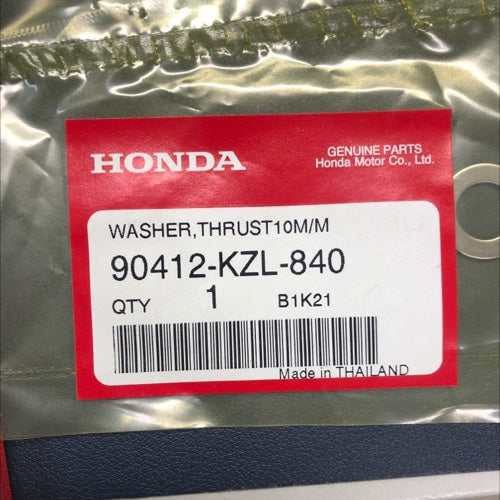 HONDA
GENUINE PARTS
Honda Motor Co., Ltd.
WASHER,THRUST10M/M
90412-KZL-840
QTY 1 B1K21
Made in THAILAND